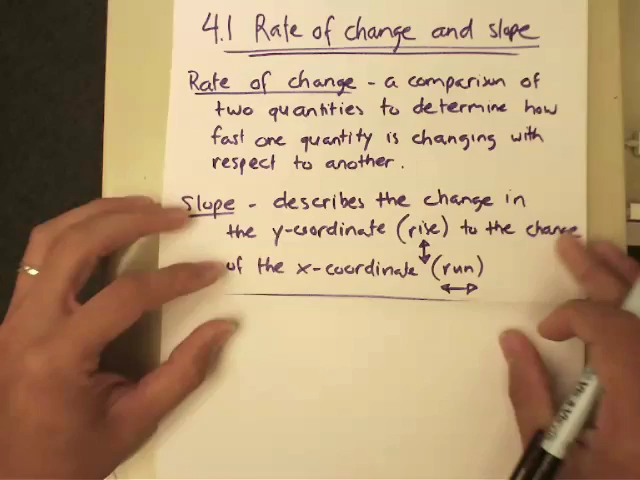 4.1 Rate of change and slope
Rate of change - a comparison of
two quantities to determine how
fast one quantity is changing with
respect to another.
Slope - describes the change in
the y-coordinate (rise) to the change
of the x-coordinate (run)